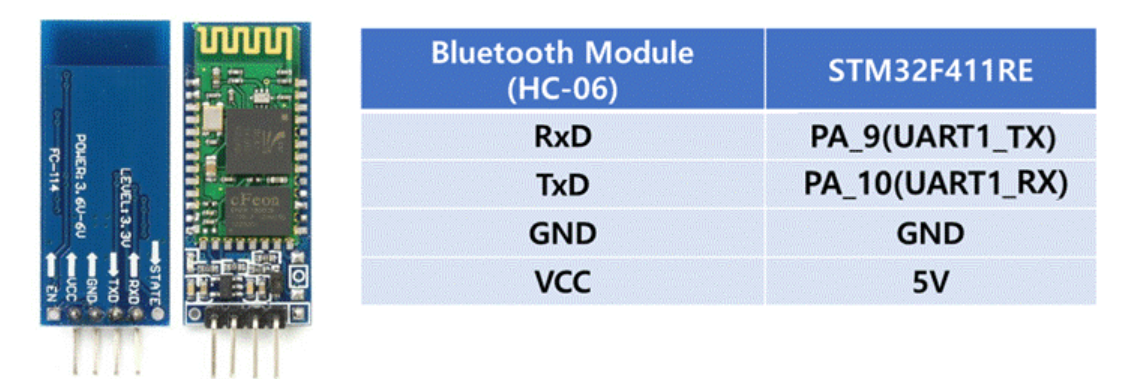 FC-114
POWER: 3.6V-6V
LEVEL: 3.3V
EN
VCC
GND
TXD
RXD
STATE
cFeon
Bluetooth Module
(HC-06)
STM32F411RE
RxD
PA_9(UART1_TX)
TxD
PA_10(UART1_RX)
GND
GND
VCC
5V